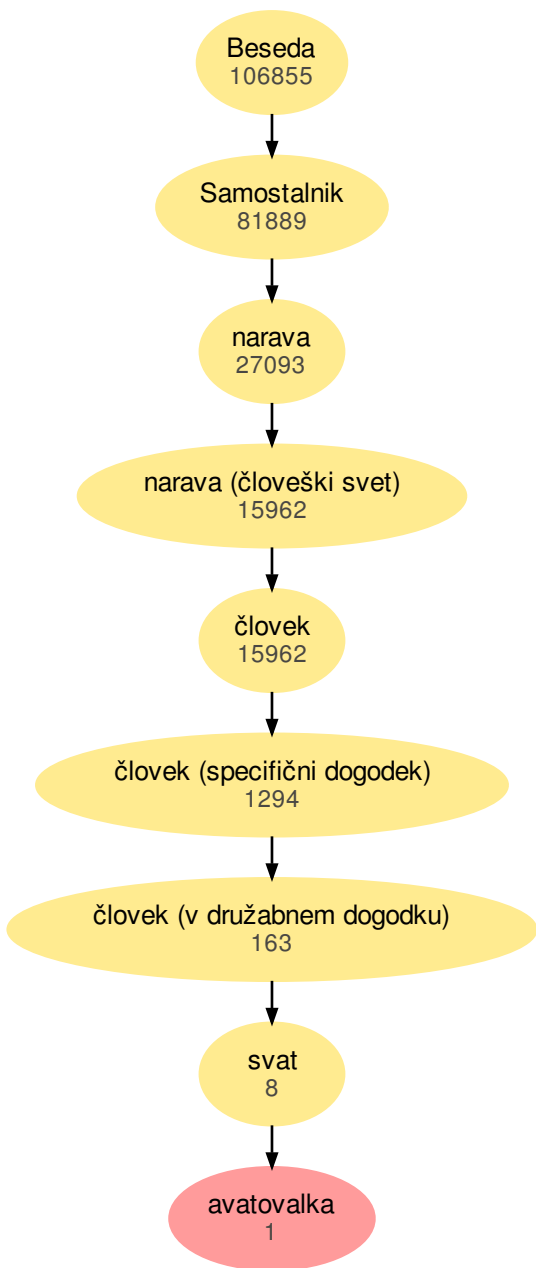 Beseda
106855
Samostalnik
81889
narava
27093
narava (človeški svet)
15962
človek
15962
človek (specifični dogodek)
1294
človek (v družabnem dogodku)
163
svat
8
avatovalka
1